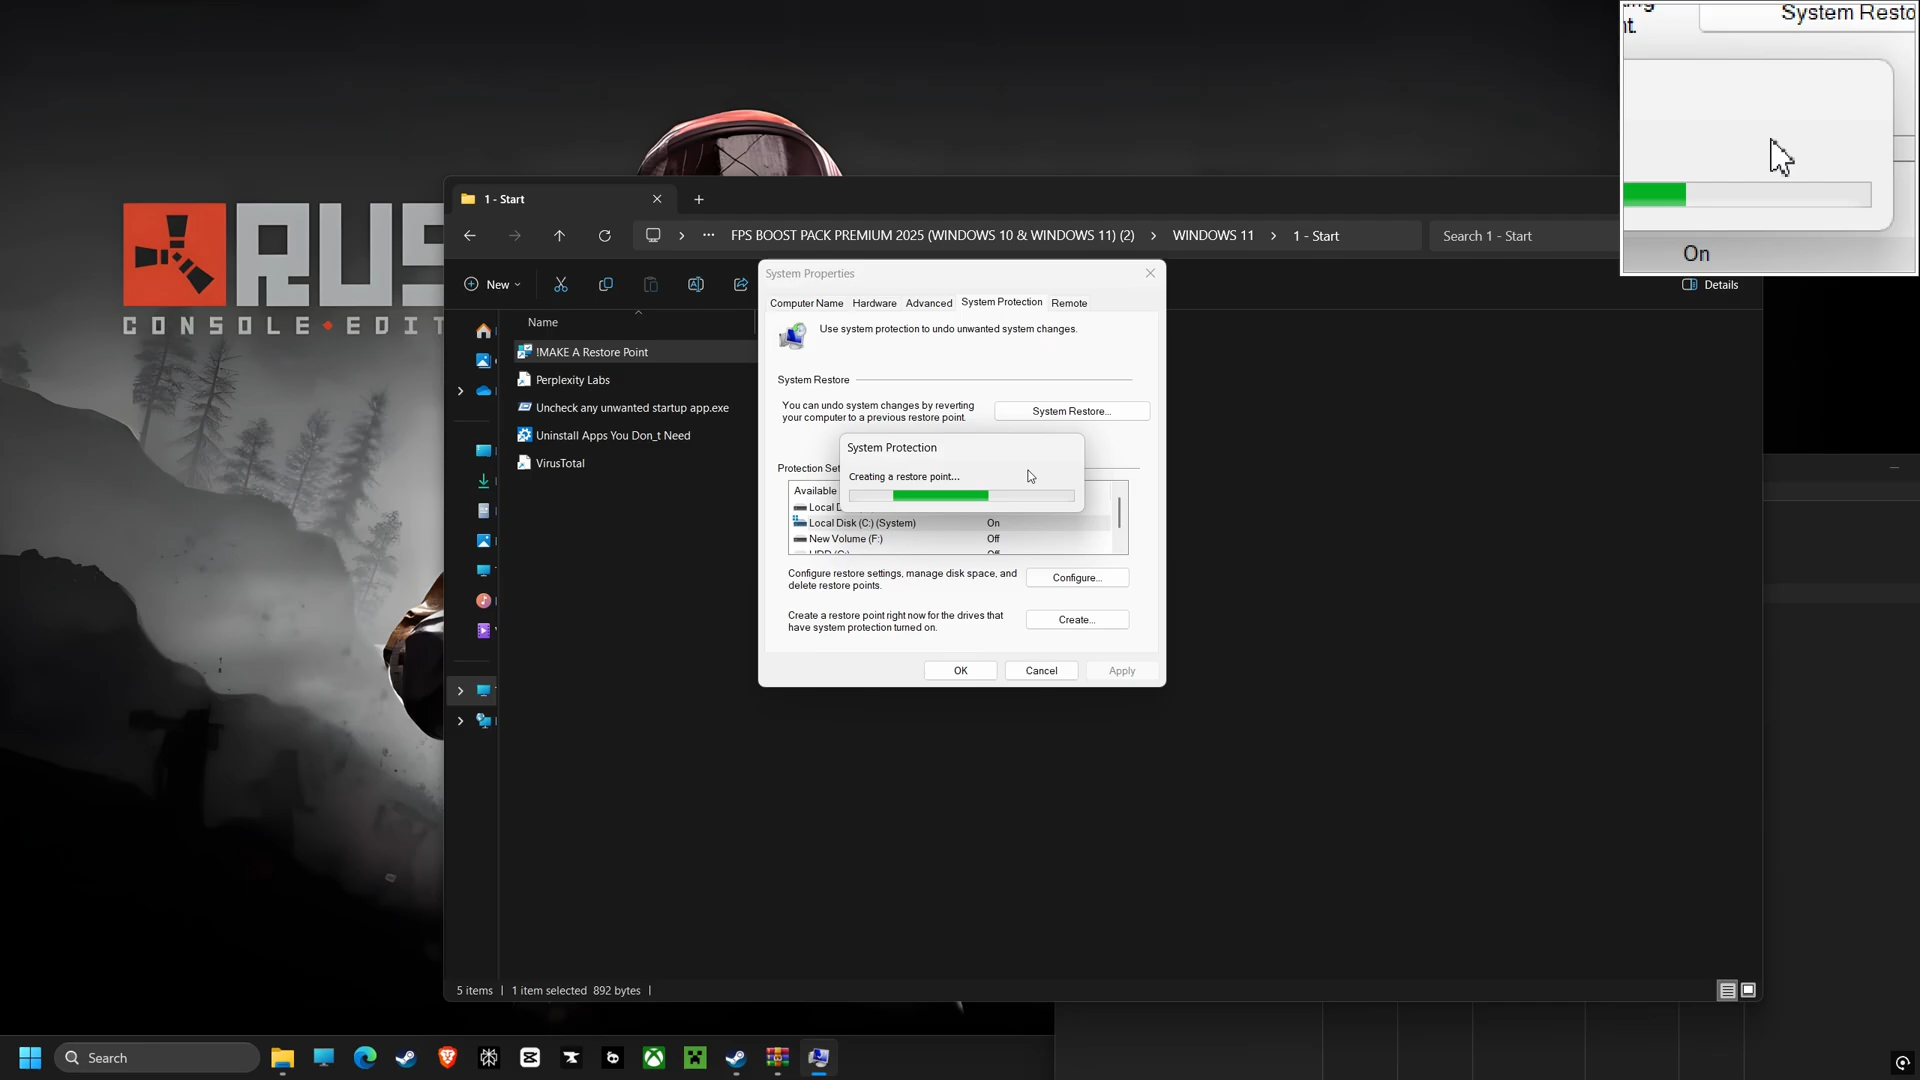 System Resto
nt.
On
RUS
CONSOLE EDIT
1 - Start
FPS BOOST PACK PREMIUM 2025 (WINDOWS 10 & WINDOWS 11) (2)
WINDOWS 11
1 - Start
Search 1 - Start
New
Details
Name
!MAKE A Restore Point
Perplexity Labs
Uncheck any unwanted startup app.exe
Uninstall Apps You Don_t Need
VirusTotal
System Properties
Computer Name
Hardware
Advanced
System Protection
Remote
Use system protection to undo unwanted system changes.
System Restore
You can undo system changes by reverting
your computer to a previous restore point.
System Restore...
System Protection
Creating a restore point...
Protection Set
Available
Local D
Local Disk (C:) (System)
On
New Volume (F:)
Off
HDD (G:)
Off
Configure restore settings, manage disk space, and
delete restore points.
Configure...
Create a restore point right now for the drives that
have system protection turned on.
Create...
OK
Cancel
Apply
5 items
1 item selected 892 bytes
Search